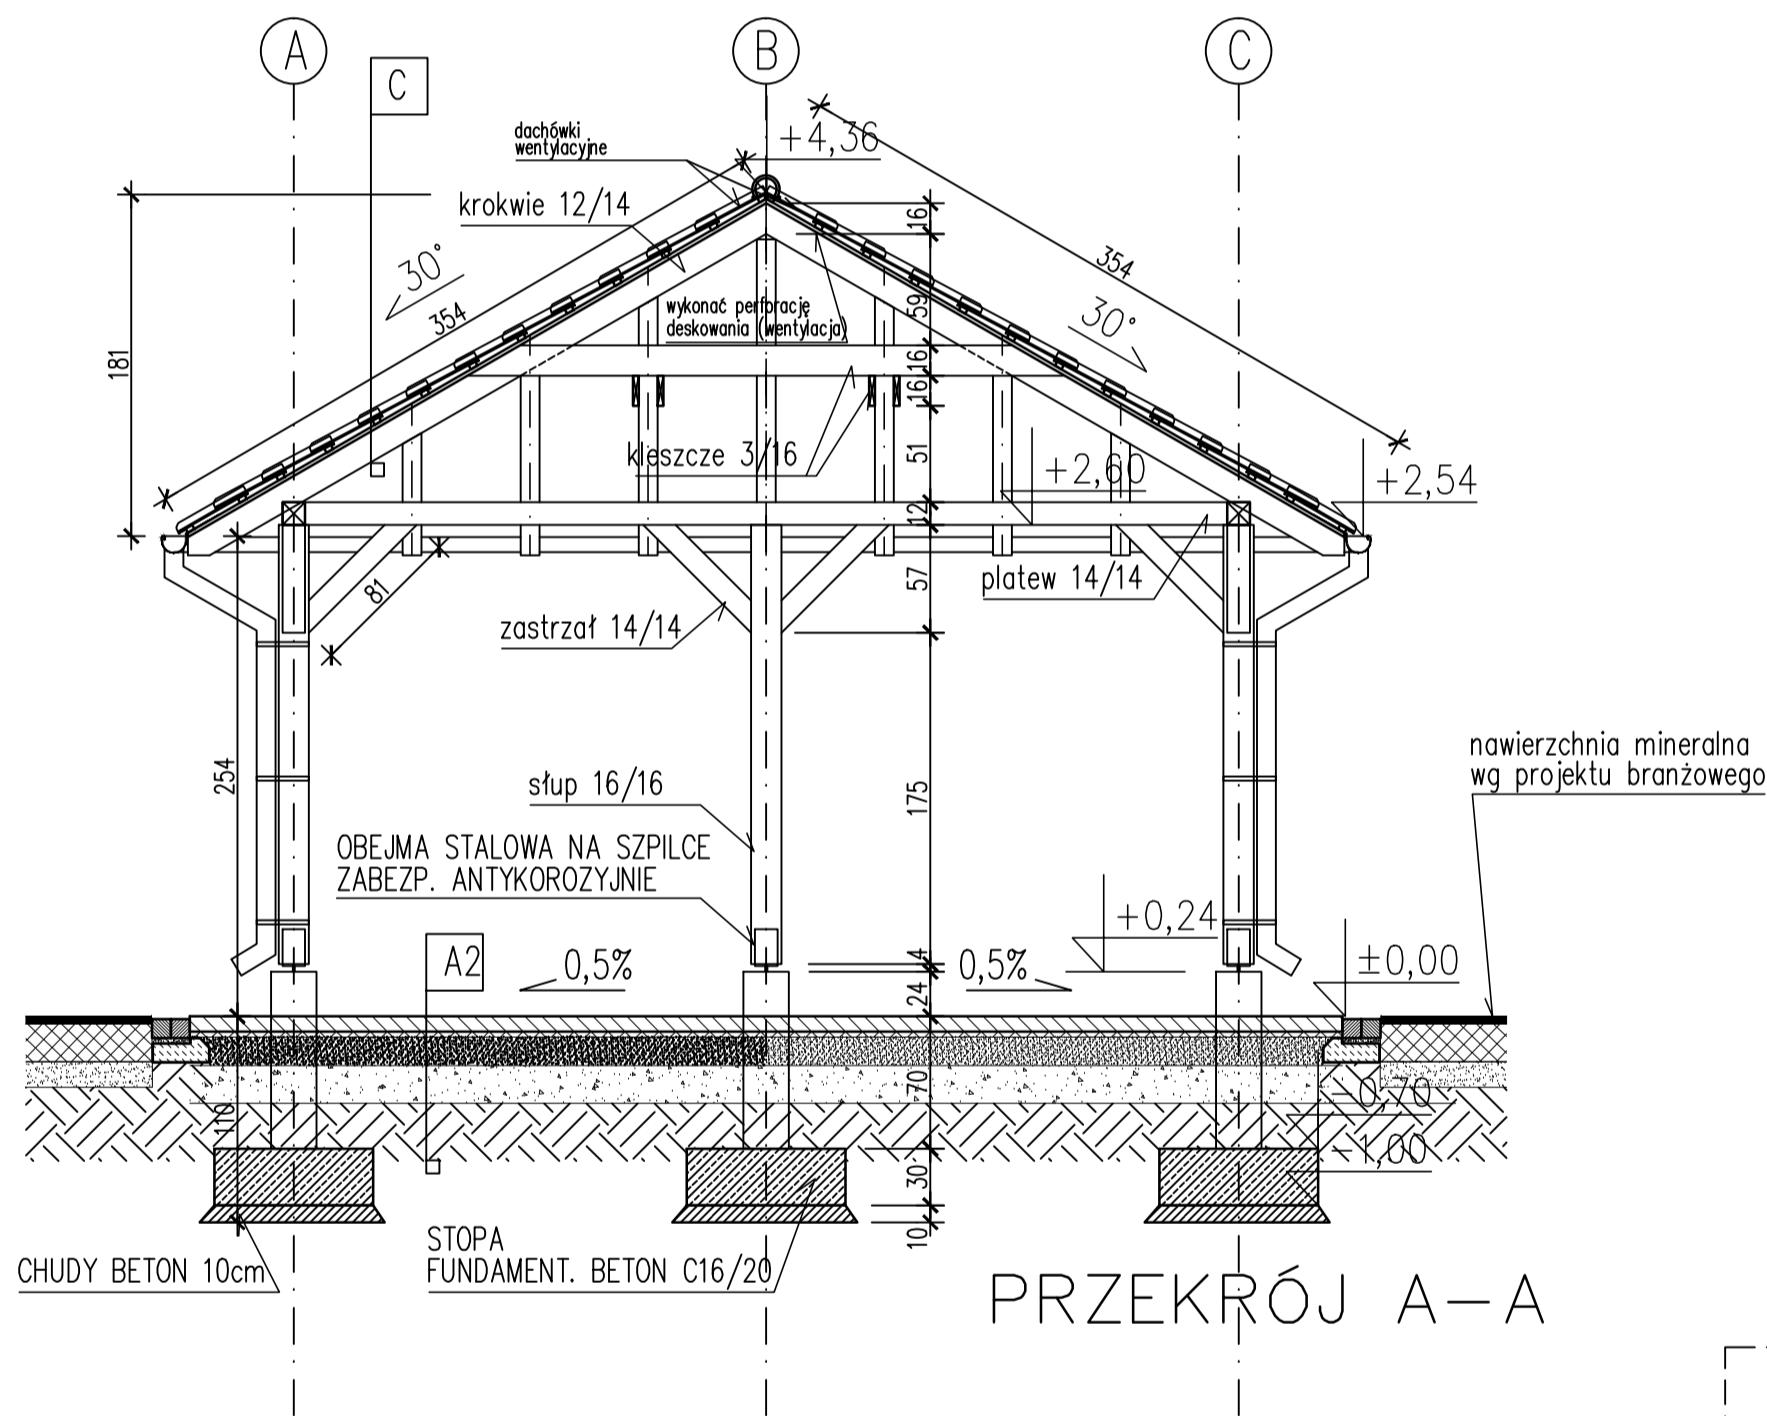 A
B
C
C
dachówki
wentylacyjne
+4,36
krokwie 12/14
30°
354
354
30°
181
wykonać perforację
deskowania (wentylacja)
16
59
16
16
51
12
57
175
4
24
70
30
10
kleszcze 3/16
+2,60
+2,54
81
zastrzał 14/14
płatew 14/14
254
słup 16/16
nawierzchnia mineralna
wg projektu branżowego
OBEJMA STALOWA NA SZPILCE
ZABEZP. ANTYKOROZYJNIE
+0,24
A2
0,5%
0,5%
±0,00
110
-0,70
-1,00
CHUDY BETON 10cm
STOPA
FUNDAMENT. BETON C16/20
PRZEKRÓJ A-A